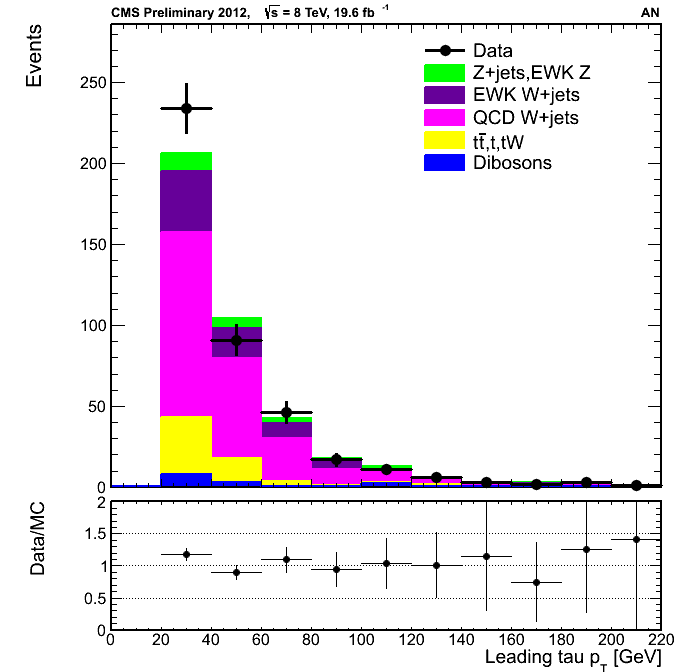 CMS Preliminary 2012, √s = 8 TeV, 19.6 fb⁻¹ AN
Events
Data
Z+jets,EWK Z
EWK W+jets
QCD W+jets
tt̄,t,tW
Dibosons
250
200
150
100
50
0
Data/MC
2
1.5
1
0.5
0
0 20 40 60 80 100 120 140 160 180 200 220
Leading tau p_T [GeV]